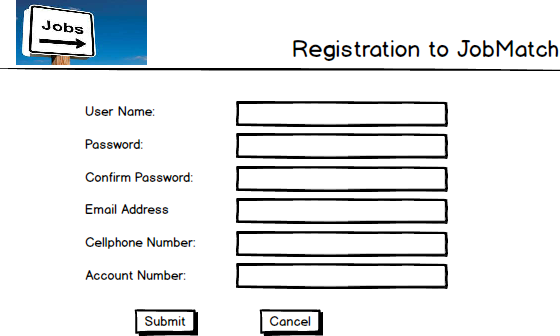 Jobs
Registration to JobMatch
User Name:
Password:
Confirm Password:
Email Address
Cellphone Number:
Account Number:
Submit Cancel